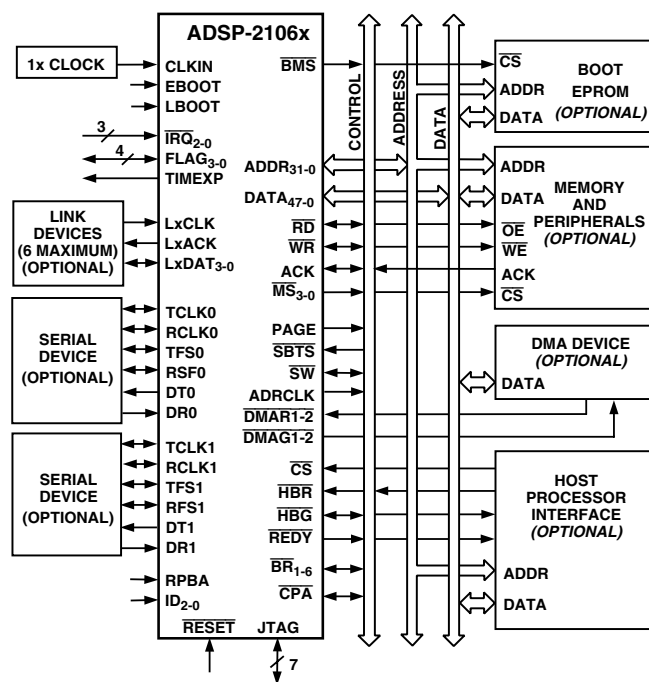 ADSP-2106x
1x CLOCK
CLKIN
EBOOT
LBOOT
3
IRQ2-0
4
FLAG3-0
TIMEXP
LINK
DEVICES
(6 MAXIMUM)
(OPTIONAL)
LxCLK
LxACK
LxDAT3-0
SERIAL
DEVICE
(OPTIONAL)
TCLK0
RCLK0
TFS0
RSF0
DT0
DR0
SERIAL
DEVICE
(OPTIONAL)
TCLK1
RCLK1
TFS1
RFS1
DT1
DR1
RPBA
ID2-0
RESET
JTAG
7
BMS
ADDR31-0
DATA47-0
RD
WR
ACK
MS3-0
PAGE
SBTS
SW
ADRCLK
DMAR1-2
DMAG1-2
CS
HBR
HBG
REDY
BR1-6
CPA
CONTROL
ADDRESS
DATA
CS
ADDR
DATA
BOOT
EPROM
(OPTIONAL)
ADDR
DATA
OE
WE
ACK
CS
MEMORY
AND
PERIPHERALS
(OPTIONAL)
DMA DEVICE
(OPTIONAL)
DATA
HOST
PROCESSOR
INTERFACE
(OPTIONAL)
ADDR
DATA